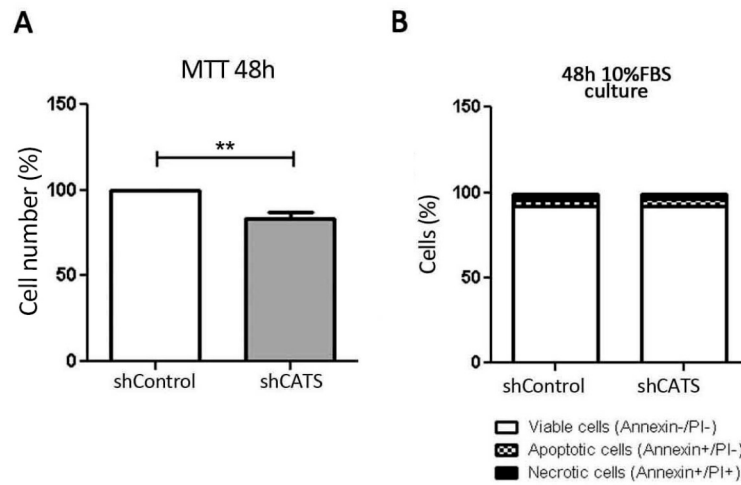 A
MTT 48h
Cell number (%)
150
100
50
0
**
shControl
shCATS
B
48h 10%FBS
culture
Cells (%)
150
100
50
0
shControl
shCATS
Viable cells (Annexin-/PI-)
Apoptotic cells (Annexin+/PI-)
Necrotic cells (Annexin+/PI+)